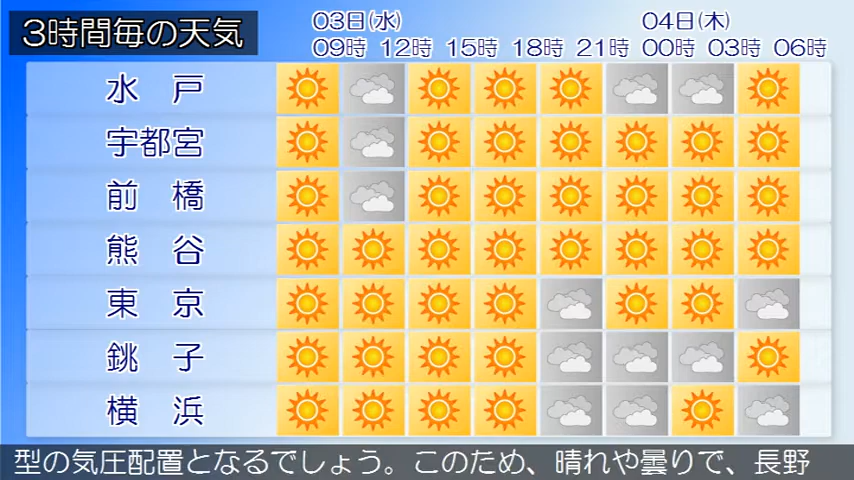 3時間毎の天気
03日(水) 04日(木)
09時 12時 15時 18時 21時 00時 03時 06時
水 戸
宇都宮
前 橋
熊 谷
東 京
銚 子
横 浜
型の気圧配置となるでしょう。このため、晴れや曇りで、長野